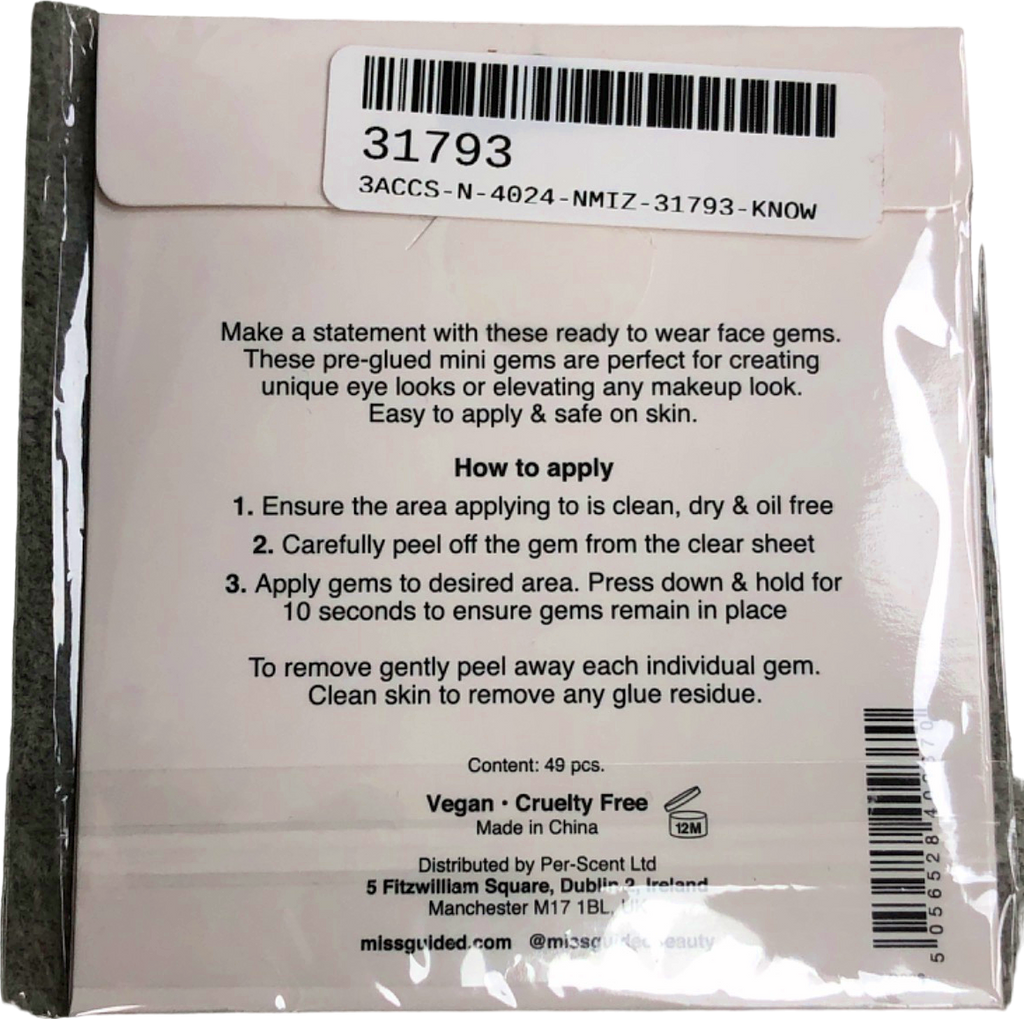 31793
3ACCS-N-4024-NMIZ-31793-KNOW
Make a statement with these ready to wear face gems.
These pre-glued mini gems are perfect for creating
unique eye looks or elevating any makeup look.
Easy to apply & safe on skin.
How to apply
1. Ensure the area applying to is clean, dry & oil free
2. Carefully peel off the gem from the clear sheet
3. Apply gems to desired area. Press down & hold for
10 seconds to ensure gems remain in place
To remove gently peel away each individual gem.
Clean skin to remove any glue residue.
Content: 49 pcs.
Vegan · Cruelty Free
12M
Made in China
Distributed by Per-Scent Ltd
5 Fitzwilliam Square, Dublin 2, Ireland
Manchester M17 1BL, UK
missguided.com @missguidedbeauty